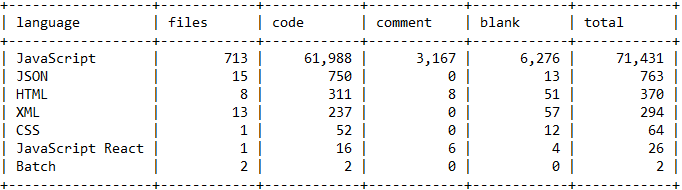 +------------------+------------+------------+------------+------------+------------+
| language | files | code | comment | blank | total |
+------------------+------------+------------+------------+------------+------------+
| JavaScript | 713 | 61,988 | 3,167 | 6,276 | 71,431 |
| JSON | 15 | 750 | 0 | 13 | 763 |
| HTML | 8 | 311 | 8 | 51 | 370 |
| XML | 13 | 237 | 0 | 57 | 294 |
| CSS | 1 | 52 | 0 | 12 | 64 |
| JavaScript React | 1 | 16 | 6 | 4 | 26 |
| Batch | 2 | 2 | 0 | 0 | 2 |
+------------------+------------+------------+------------+------------+------------+